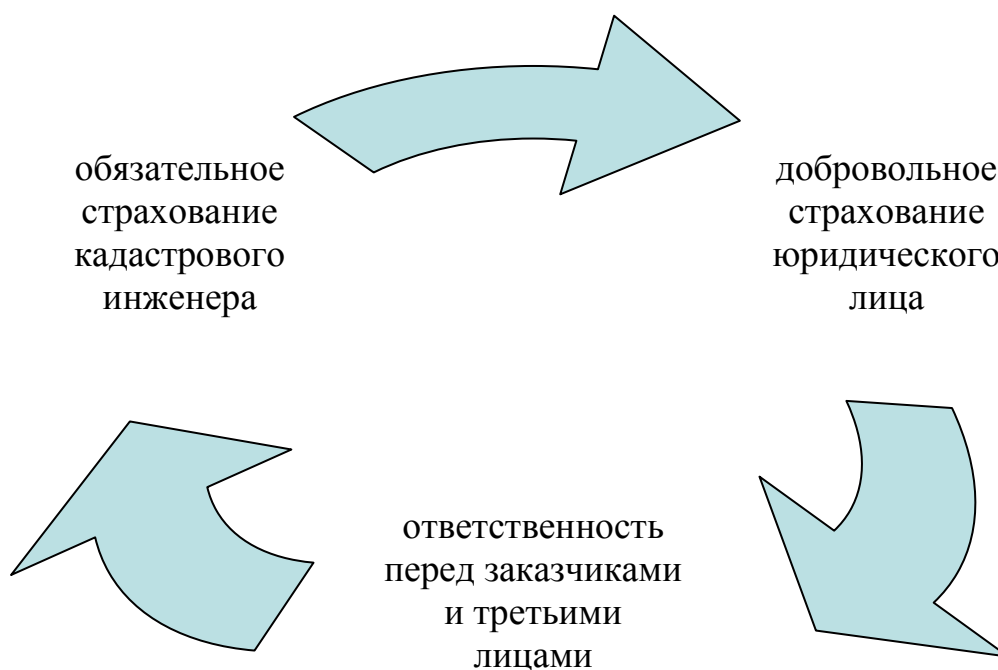 обязательное
страхование
кадастрового
инженера
добровольное
страхование
юридического
лица
ответственность
перед заказчиками
и третьими
лицами